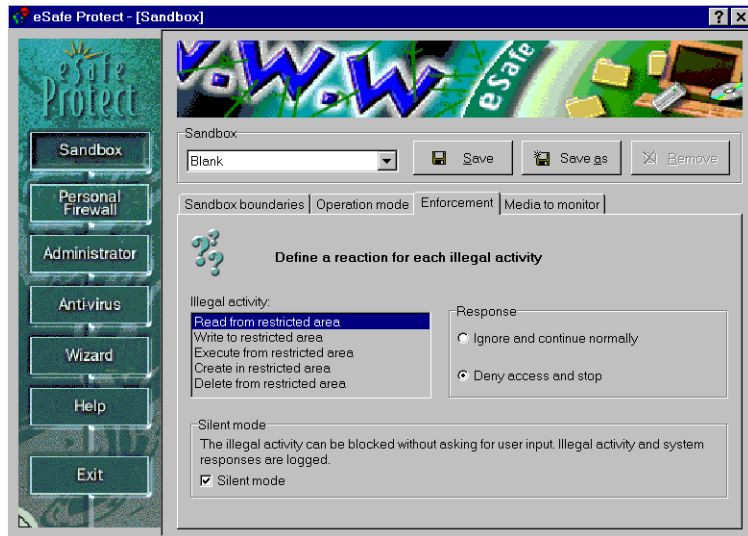 eSafe Protect - [Sandbox]
eSafe
Protect
Sandbox
Personal
Firewall
Administrator
Anti-virus
Wizard
Help
Exit
W.W.W
eSafe
Sandbox
Blank
Save
Save as
Remove
Sandbox boundaries
Operation mode
Enforcement
Media to monitor
Define a reaction for each illegal activity
Illegal activity:
Read from restricted area
Write to restricted area
Execute from restricted area
Create in restricted area
Delete from restricted area
Response
Ignore and continue normally
Deny access and stop
Silent mode
The illegal activity can be blocked without asking for user input. Illegal activity and system
responses are logged.
Silent mode